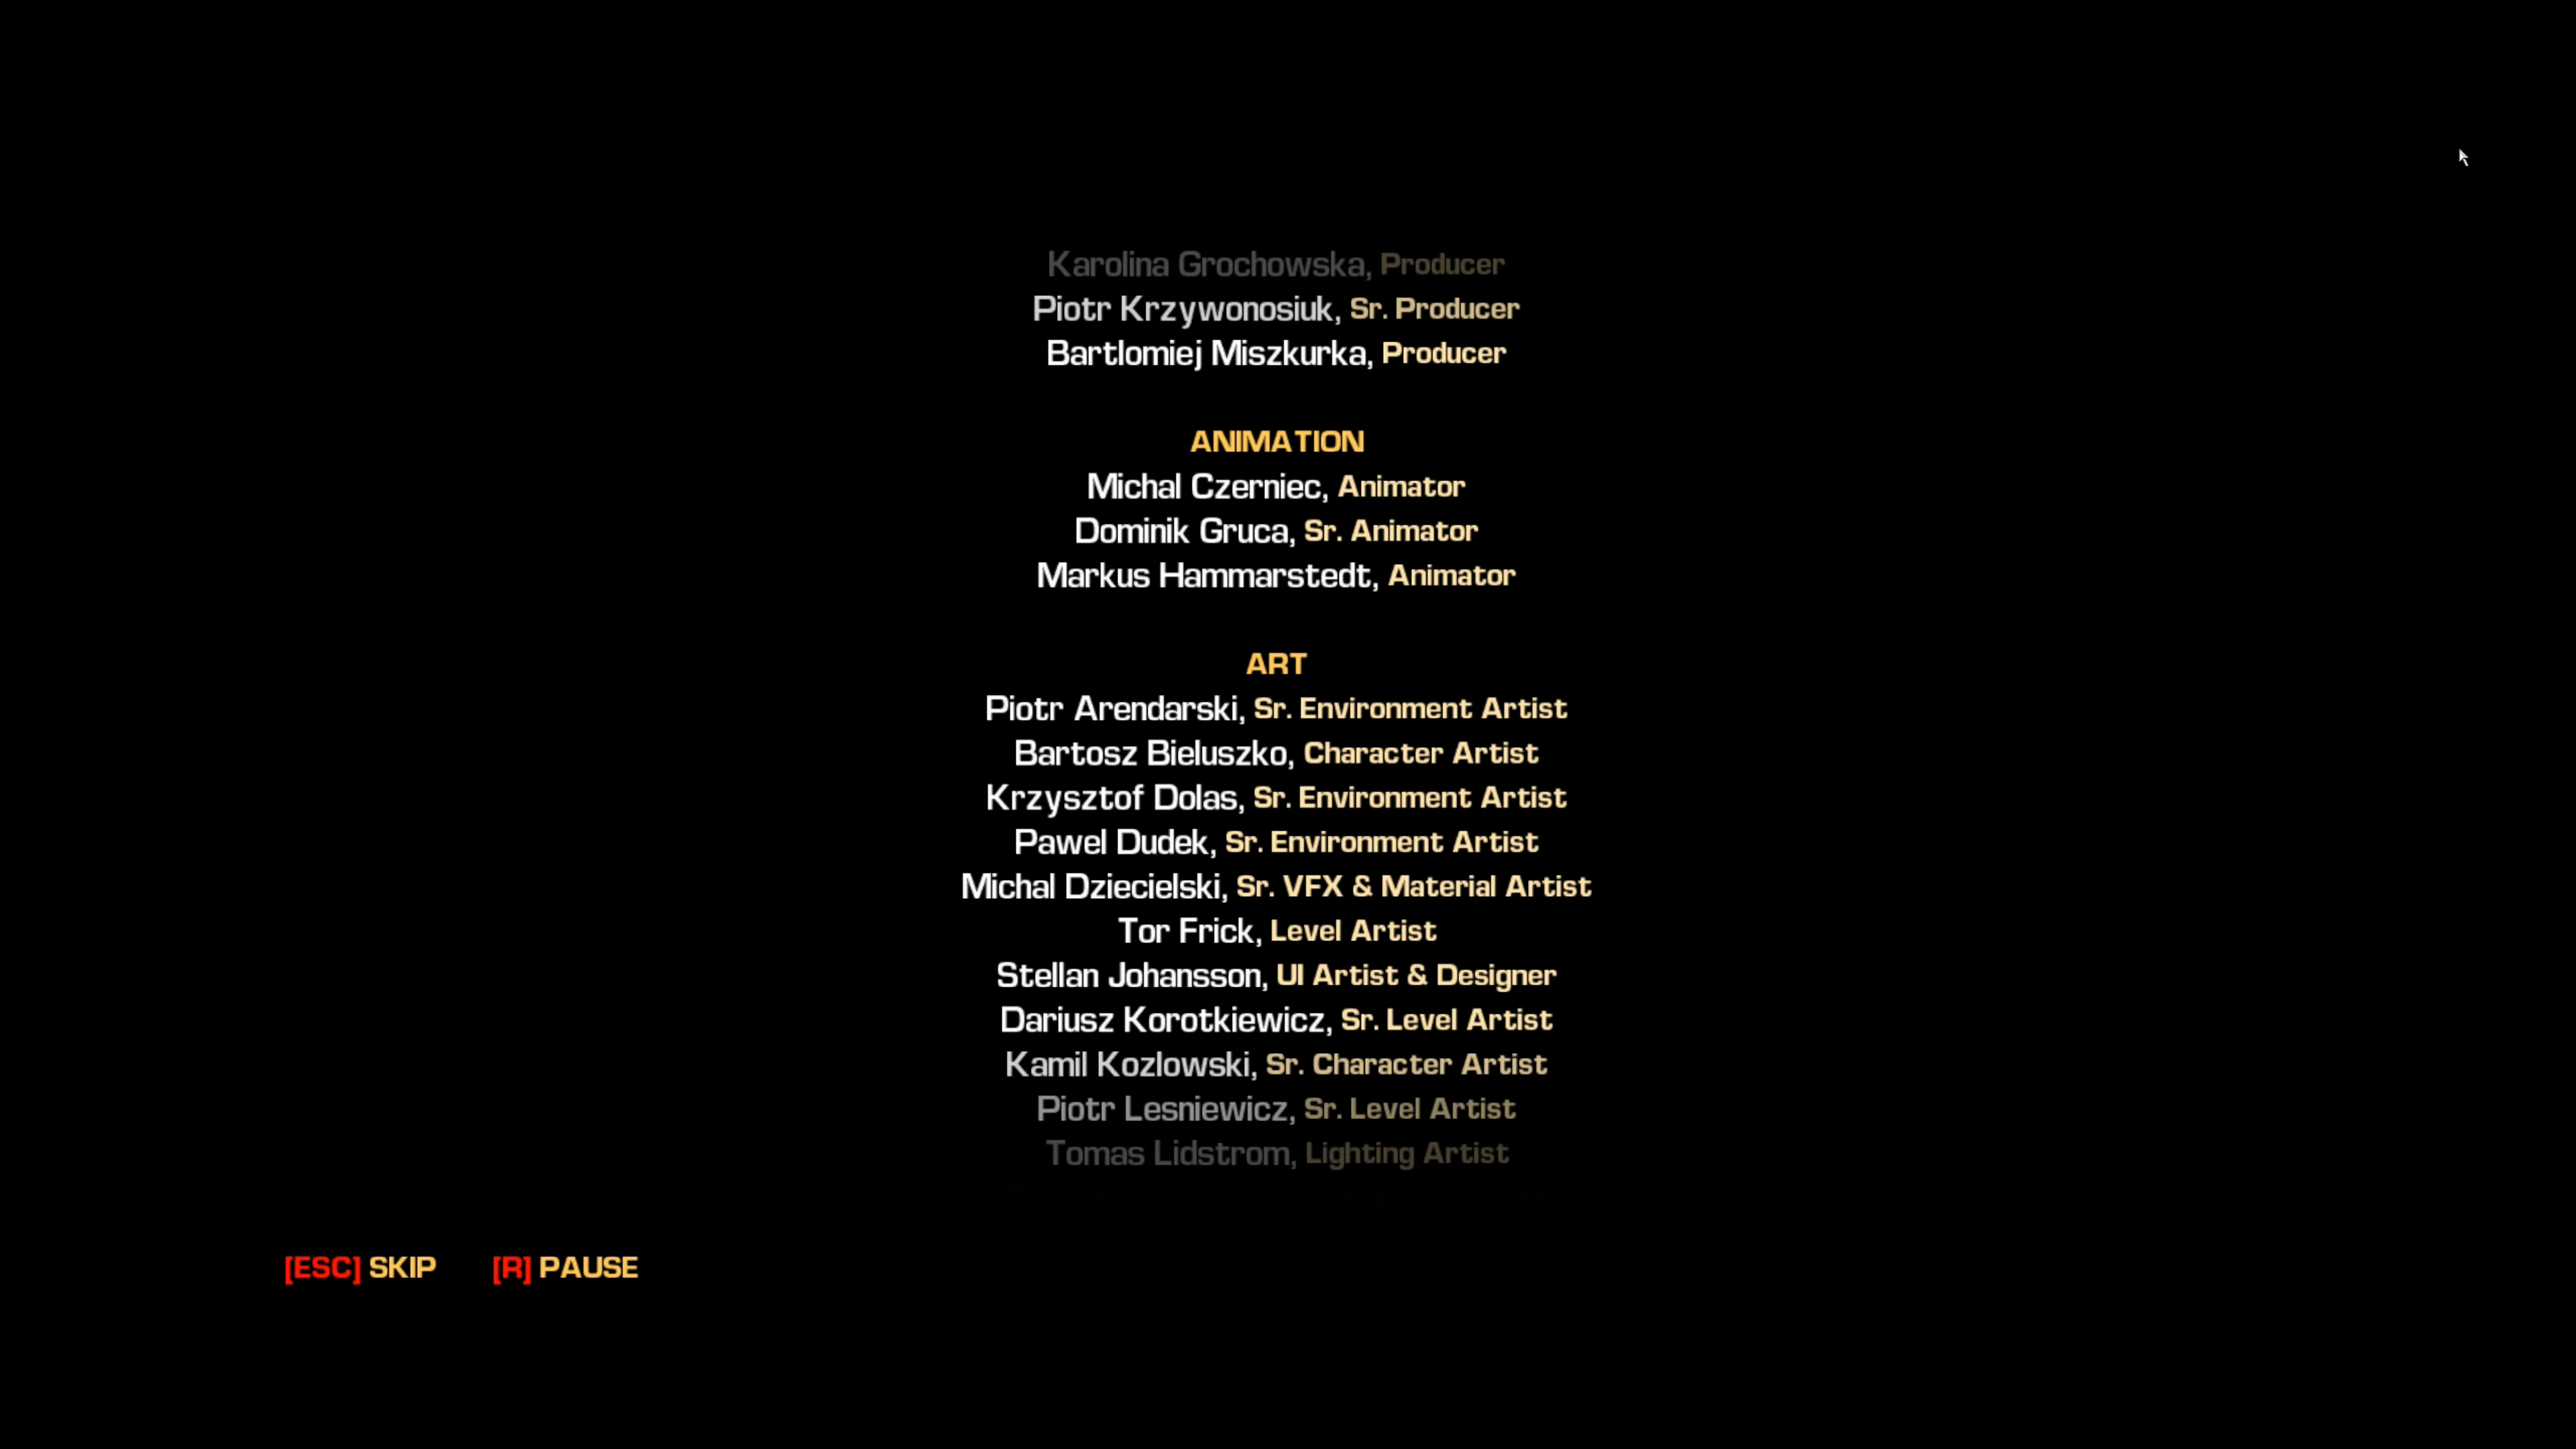 Karolina Grochowska, Producer
Piotr Krzywonosiuk, Sr. Producer
Bartlomiej Miszkurka, Producer
ANIMATION
Michal Czerniec, Animator
Dominik Gruca, Sr. Animator
Markus Hammarstedt, Animator
ART
Piotr Arendarski, Sr. Environment Artist
Bartosz Bieluszko, Character Artist
Krzysztof Dolas, Sr. Environment Artist
Pawel Dudek, Sr. Environment Artist
Michal Dziecielski, Sr. VFX & Material Artist
Tor Frick, Level Artist
Stellan Johansson, UI Artist & Designer
Dariusz Korotkiewicz, Sr. Level Artist
Kamil Kozlowski, Sr. Character Artist
Piotr Lesniewicz, Sr. Level Artist
Tomas Lidstrom, Lighting Artist
[ESC] SKIP [R] PAUSE